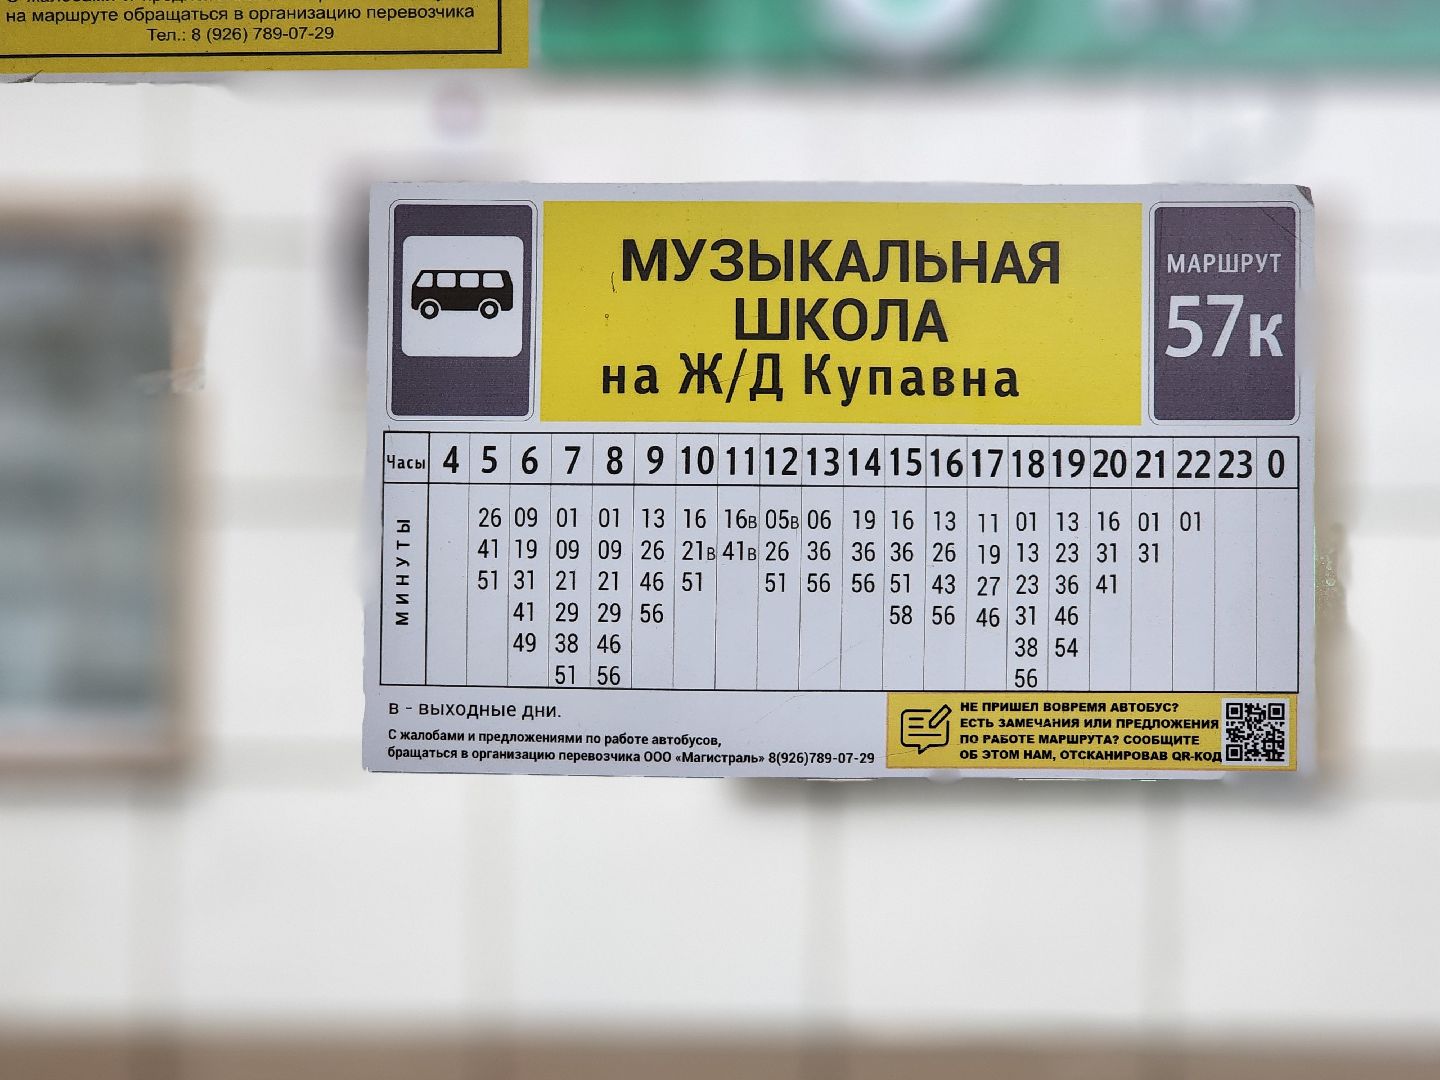 на маршруте обращаться в организацию перевозчика
Тел.: 8 (926) 789-07-29
МУЗЫКАЛЬНАЯ
ШКОЛА
на Ж/Д Купавна
МАРШРУТ
57к
Часы 4 5 6 7 8 9 10 11 12 13 14 15 16 17 18 19 20 21 22 23 0
МИНУТЫ
26 09 01 01 13 16 16в 05в 06 19 16 13 11 01 13 16 01 01
41 19 09 09 26 21в 41в 26 36 36 36 26 19 13 23 31 31
51 31 21 21 46 51 51 56 56 51 43 27 23 36 41
41 29 29 56 58 56 46 31 46
49 38 46 38 54
51 56 56
в - выходные дни.
С жалобами и предложениями по работе автобусов,
бращаться в организацию перевозчика ООО «Магистраль» 8(926)789-07-29
НЕ ПРИШЕЛ ВОВРЕМЯ АВТОБУС?
ЕСТЬ ЗАМЕЧАНИЯ ИЛИ ПРЕДЛОЖЕНИЯ
ПО РАБОТЕ МАРШРУТА? СООБЩИТЕ
ОБ ЭТОМ НАМ, ОТСКАНИРОВАВ QR-КОД